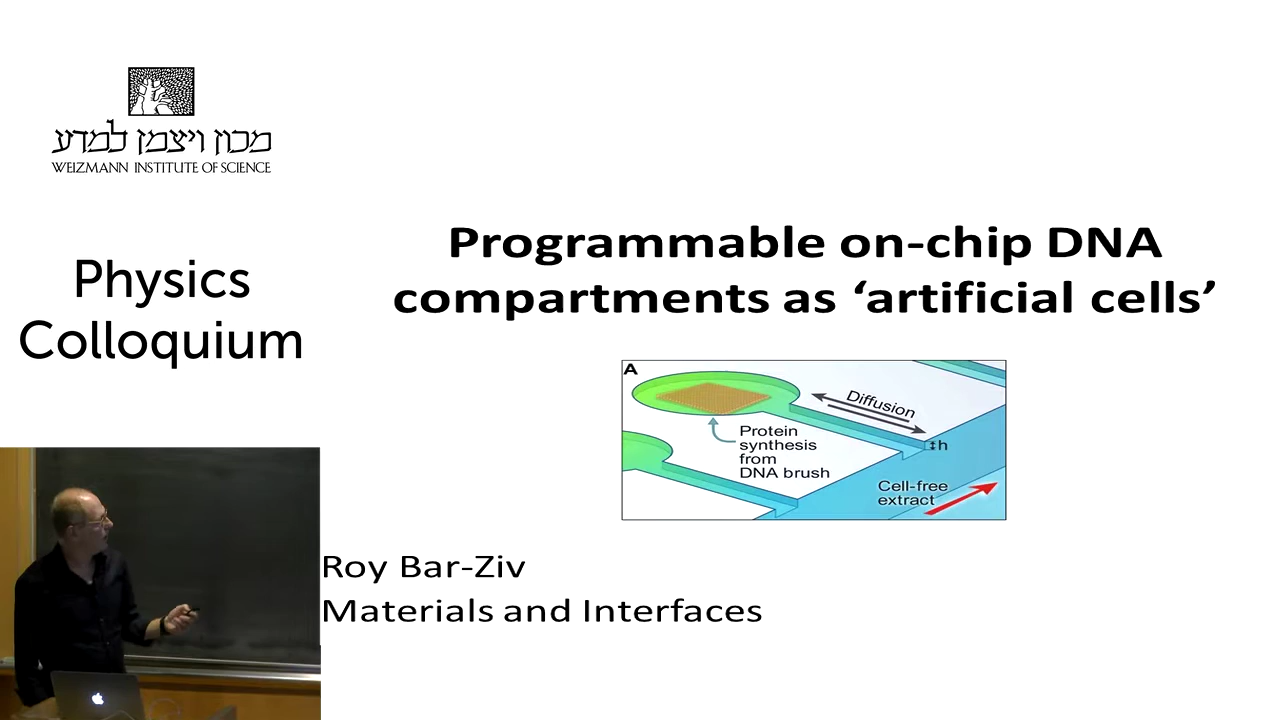 מכון ויצמן למדע
WEIZMANN INSTITUTE OF SCIENCE
Physics
Colloquium
Programmable on-chip DNA
compartments as ‘artificial cells’
A
Diffusion
h
Protein
synthesis
from
DNA brush
Cell-free
extract
Roy Bar-Ziv
Materials and Interfaces